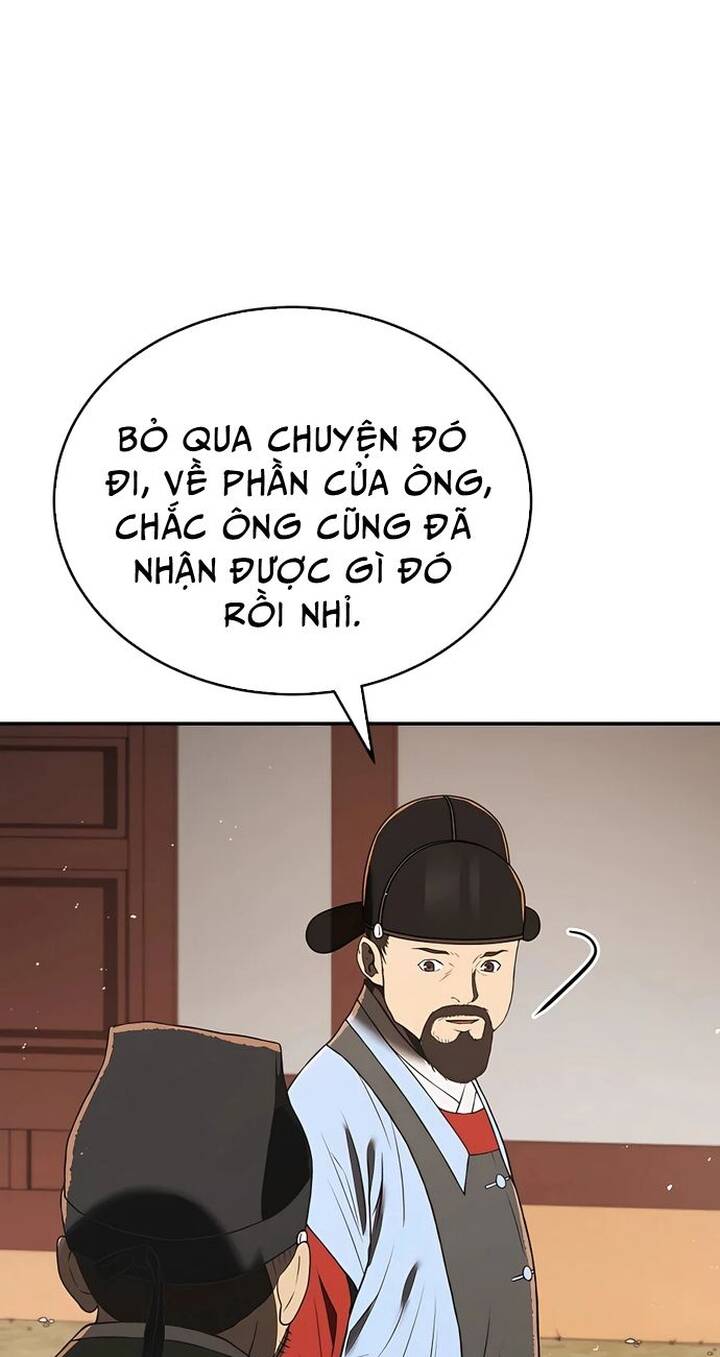 BỎ QUA CHUYỆN ĐÓ
ĐI, VỀ PHẦN CỦA ÔNG,
CHẮC ÔNG CŨNG ĐÃ
NHẬN ĐƯỢC GÌ ĐÓ
RỒI NHỈ.